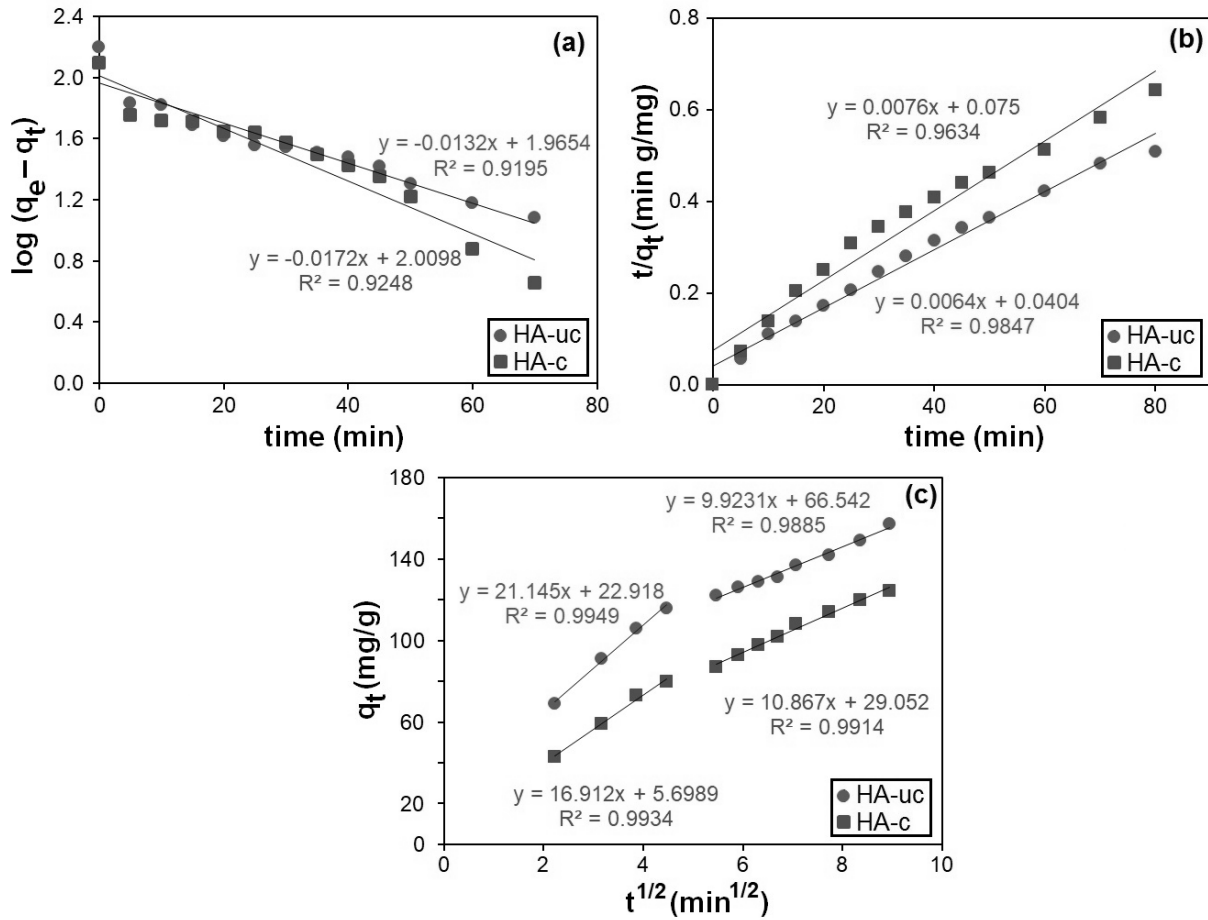 (a)
2.4
2.0
1.6
1.2
0.8
0.4
0.0
log (qe − qt)
y = -0.0132x + 1.9654
R² = 0.9195
y = -0.0172x + 2.0098
R² = 0.9248
HA-uc
HA-c
0 20 40 60 80
time (min)
(b)
0.8
0.6
0.4
0.2
0.0
t/qt (min g/mg)
y = 0.0076x + 0.075
R² = 0.9634
y = 0.0064x + 0.0404
R² = 0.9847
HA-uc
HA-c
0 20 40 60 80
time (min)
(c)
180
140
100
60
20
0
qt (mg/g)
y = 9.9231x + 66.542
R² = 0.9885
y = 21.145x + 22.918
R² = 0.9949
y = 10.867x + 29.052
R² = 0.9914
y = 16.912x + 5.6989
R² = 0.9934
HA-uc
HA-c
0 2 4 6 8 10
t1/2 (min1/2)